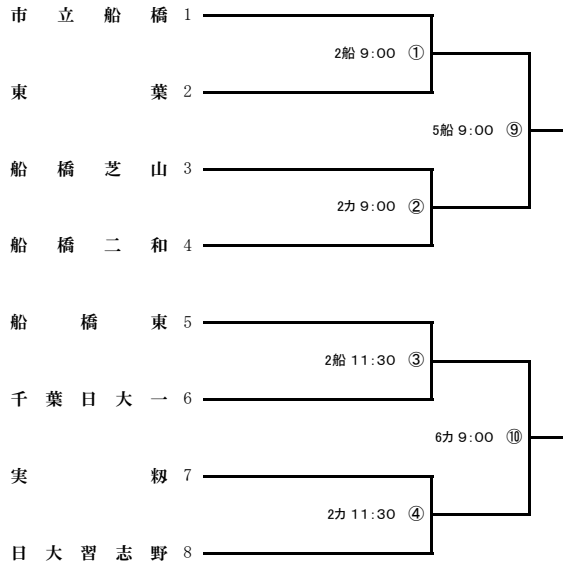 市立船橋 1
2船 9:00 ①
東葉 2
5船 9:00 ⑨
船橋芝山 3
2カ 9:00 ②
船橋二和 4
船橋東 5
2船 11:30 ③
千葉日大一 6
6カ 9:00 ⑩
実籾 7
2カ 11:30 ④
日大習志野 8